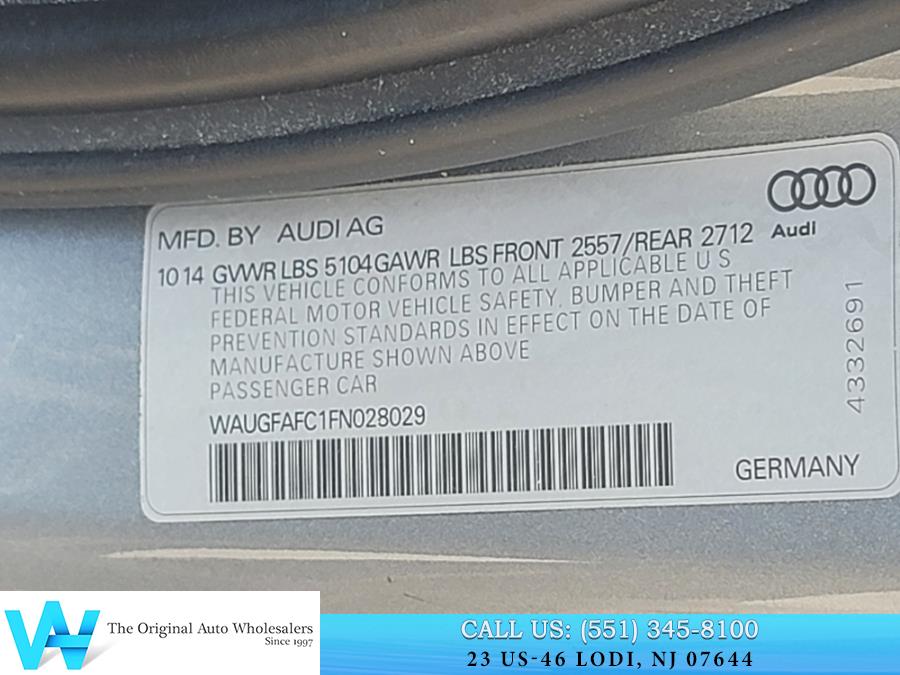 MFD. BY AUDI AG
Audi
10 14 GVWR LBS 5104 GAWR LBS FRONT 2557/REAR 2712
THIS VEHICLE CONFORMS TO ALL APPLICABLE U S
FEDERAL MOTOR VEHICLE SAFETY, BUMPER AND THEFT
PREVENTION STANDARDS IN EFFECT ON THE DATE OF
MANUFACTURE SHOWN ABOVE
PASSENGER CAR
4332691
WAUGFAFC1FN028029
GERMANY
WA
The Original Auto Wholesalers
Since 1997
CALL US: (551) 345-8100
23 US-46 LODI, NJ 07644